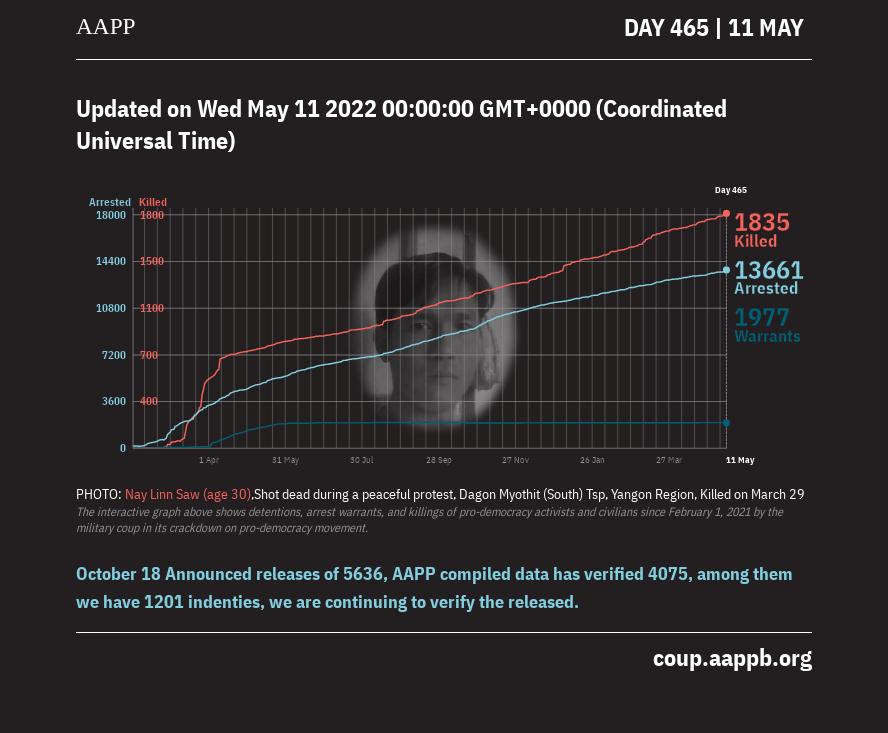 AAPP
DAY 465 | 11 MAY
Updated on Wed May 11 2022 00:00:00 GMT+0000 (Coordinated
Universal Time)
Day 465
Arrested Killed
18000 1800
14400 1500
10800 1100
7200 700
3600 400
0
1835
Killed
13661
Arrested
1977
Warrants
1 Apr 31 May 30 Jul 28 Sep 27 Nov 26 Jan 27 Mar 11 May
PHOTO: Nay Linn Saw (age 30),Shot dead during a peaceful protest, Dagon Myothit (South) Tsp, Yangon Region, Killed on March 29
The interactive graph above shows detentions, arrest warrants, and killings of pro-democracy activists and civilians since February 1, 2021 by the
military coup in its crackdown on pro-democracy movement.
October 18 Announced releases of 5636, AAPP compiled data has verified 4075, among them
we have 1201 indenties, we are continuing to verify the released.
coup.aappb.org